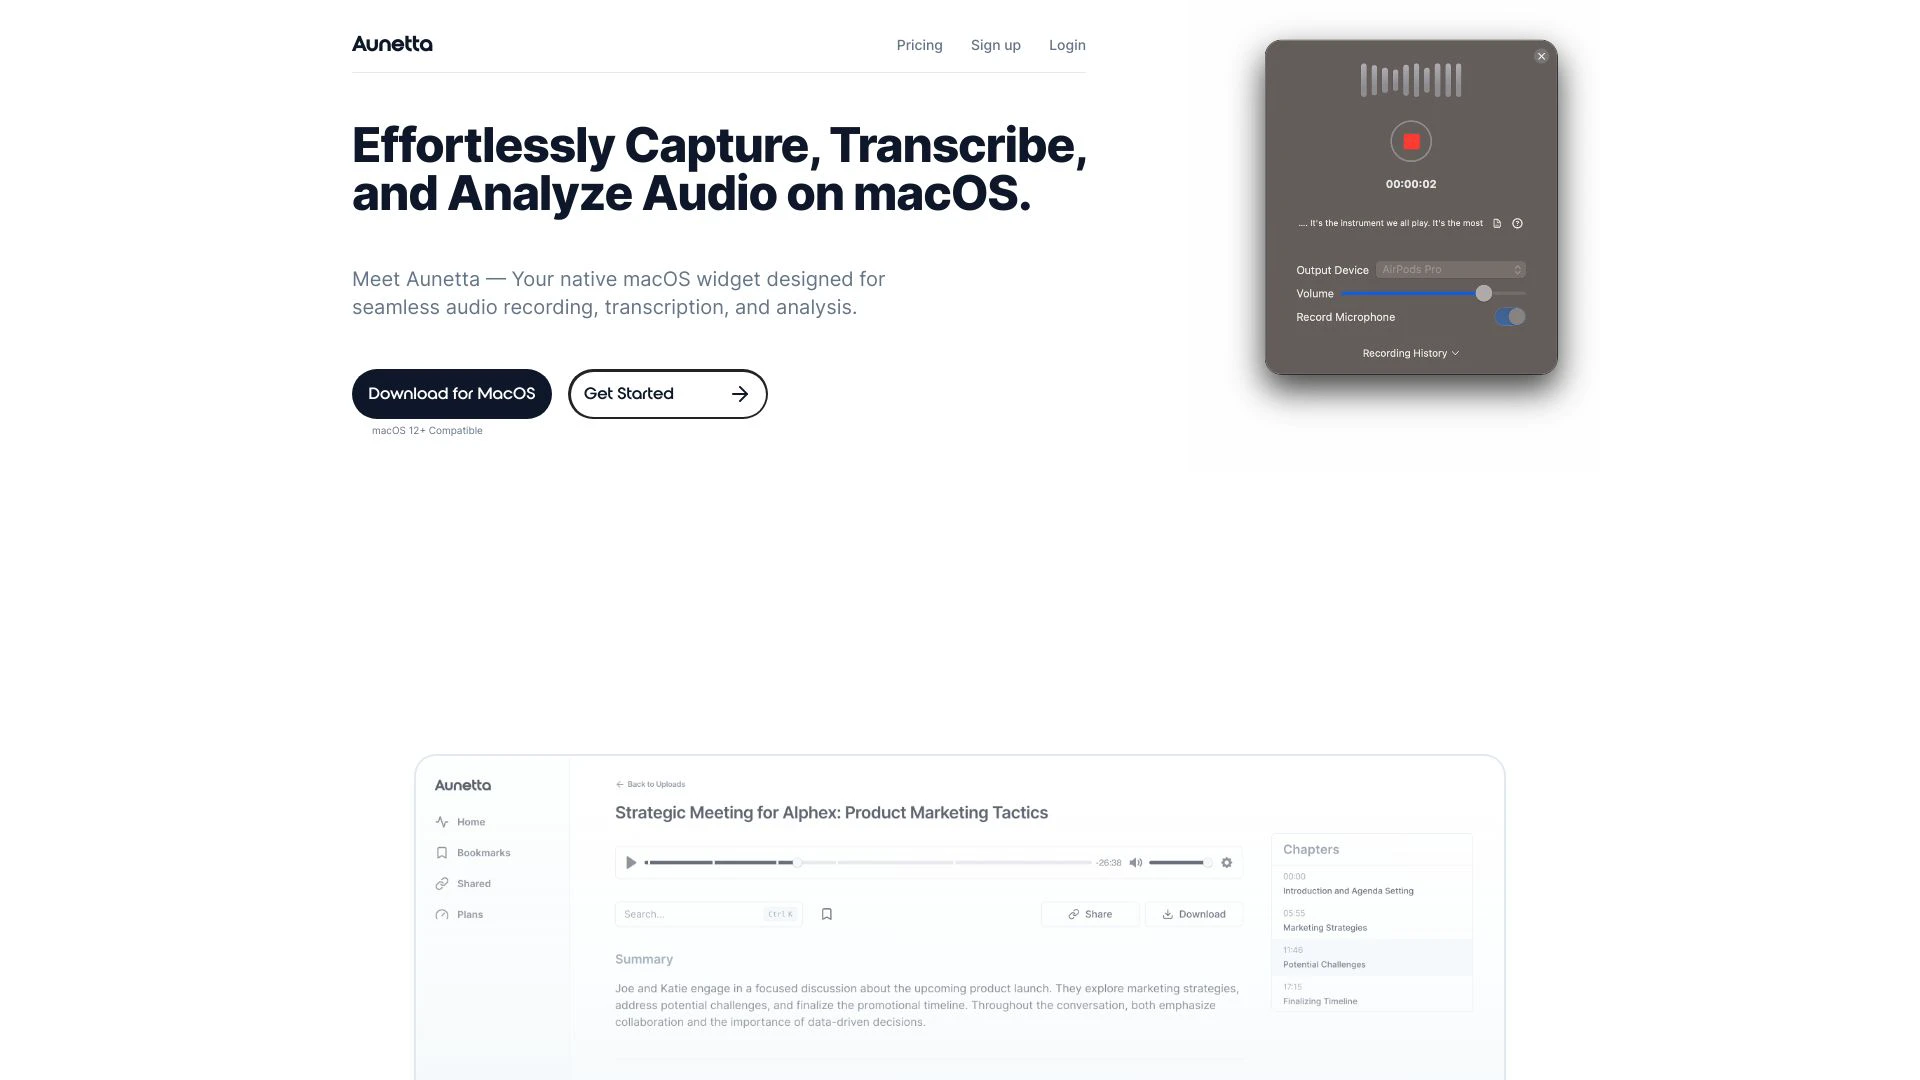 Aunetta
Pricing
Sign up
Login
Effortlessly Capture, Transcribe,
and Analyze Audio on macOS.
Meet Aunetta — Your native macOS widget designed for
seamless audio recording, transcription, and analysis.
Download for MacOS
Get Started
macOS 12+ Compatible
00:00:02
.... It's the instrument we all play. It's the most
Output Device
AirPods Pro
Volume
Record Microphone
Recording History
Aunetta
Home
Bookmarks
Shared
Plans
Back to Uploads
Strategic Meeting for Alphex: Product Marketing Tactics
-26:38
Search...
Ctrl K
Share
Download
Summary
Joe and Katie engage in a focused discussion about the upcoming product launch. They explore marketing strategies,
address potential challenges, and finalize the promotional timeline. Throughout the conversation, both emphasize
collaboration and the importance of data-driven decisions.
Chapters
00:00
Introduction and Agenda Setting
05:55
Marketing Strategies
11:46
Potential Challenges
17:15
Finalizing Timeline